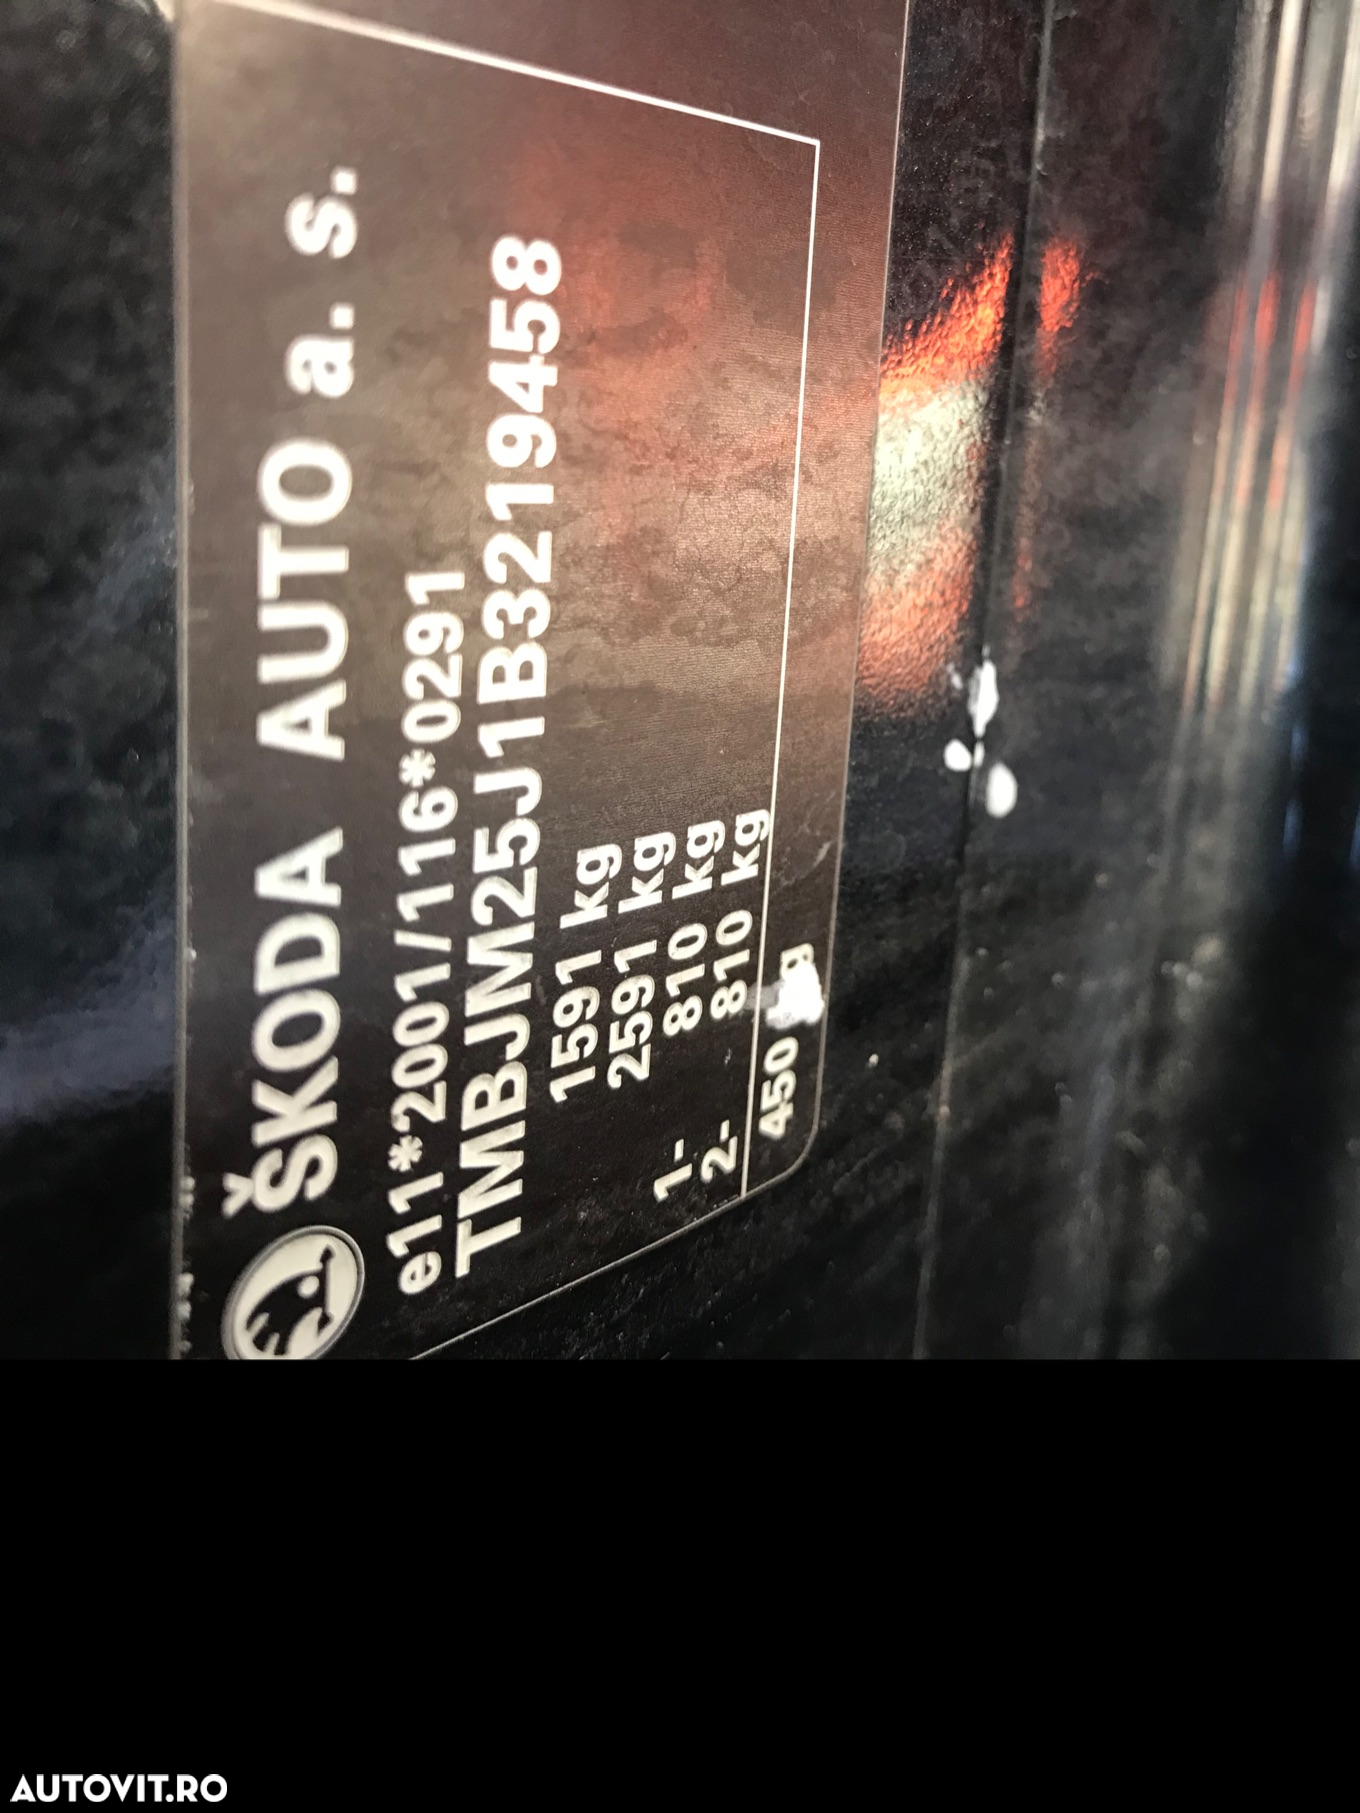 ŠKODA AUTO a. s.
e11*2001/116*0291
TMBJM25J1B3219458
1591 kg
2591 kg
1- 810 kg
2- 810 kg
450 kg
AUTOVIT.RO